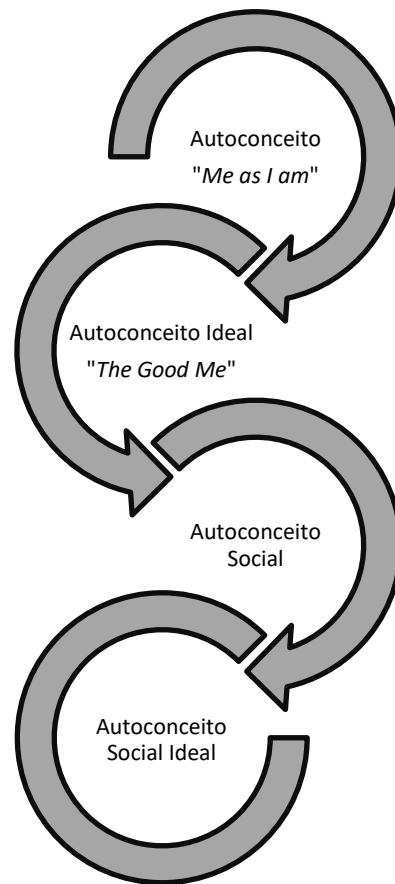 Autoconceito
"Me as I am"
Autoconceito Ideal
"The Good Me"
Autoconceito
Social
Autoconceito
Social Ideal